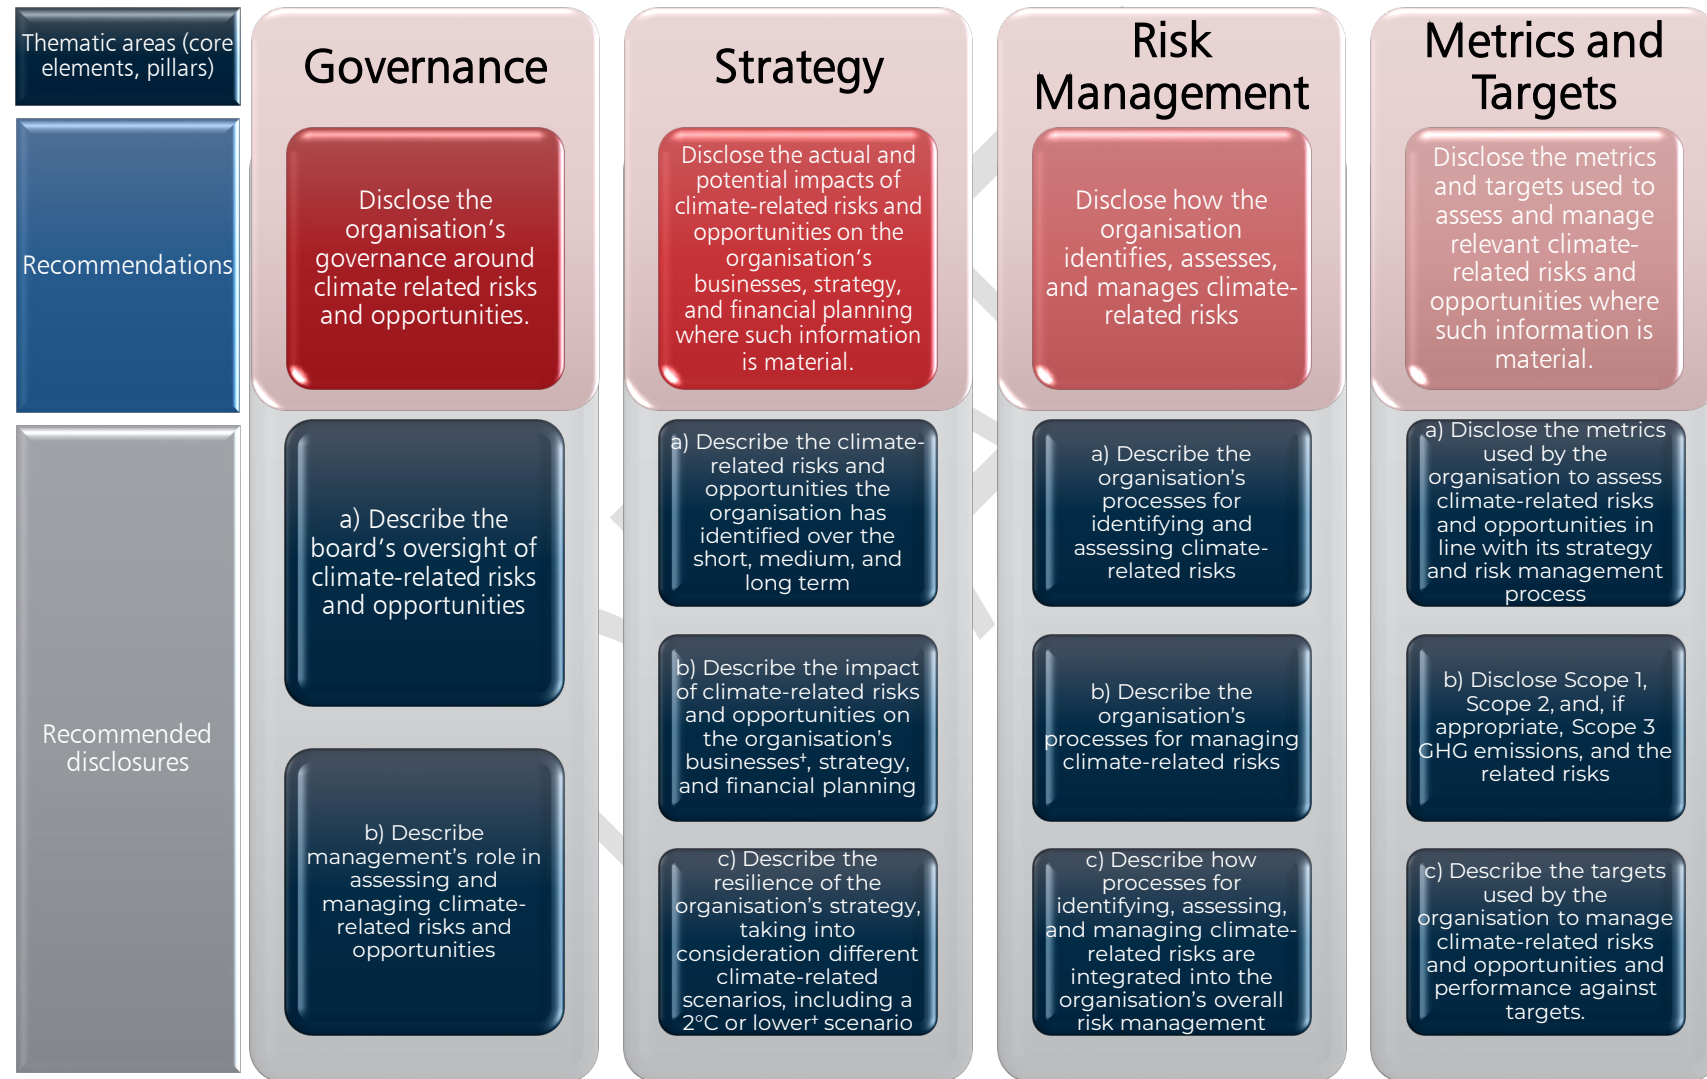 Thematic areas (core
elements, pillars)
Governance
Strategy
Risk
Management
Metrics and
Targets
Recommendations
Disclose the
organisation’s
governance around
climate related risks
and opportunities.
Disclose the actual and
potential impacts of
climate-related risks and
opportunities on the
organisation’s
businesses, strategy,
and financial planning
where such information
is material.
Disclose how the
organisation
identifies, assesses,
and manages climate-
related risks
Disclose the metrics
and targets used to
assess and manage
relevant climate-
related risks and
opportunities where
such information is
material.
Recommended
disclosures
a) Describe the
board’s oversight of
climate-related risks
and opportunities
b) Describe
management’s role in
assessing and
managing climate-
related risks and
opportunities
a) Describe the climate-
related risks and
opportunities the
organisation has
identified over the
short, medium, and
long term
b) Describe the impact
of climate-related risks
and opportunities on
the organisation’s
businesses†, strategy,
and financial planning
c) Describe the
resilience of the
organisation’s strategy,
taking into
consideration different
climate-related
scenarios, including a
2°C or lower† scenario
a) Describe the
organisation’s
processes for
identifying and
assessing climate-
related risks
b) Describe the
organisation’s
processes for managing
climate-related risks
c) Describe how
processes for
identifying, assessing,
and managing climate-
related risks are
integrated into the
organisation’s overall
risk management
a) Disclose the metrics
used by the
organisation to assess
climate-related risks
and opportunities in
line with its strategy
and risk management
process
b) Disclose Scope 1,
Scope 2, and, if
appropriate, Scope 3
GHG emissions, and the
related risks
c) Describe the targets
used by the
organisation to manage
climate-related risks
and opportunities and
performance against
targets.